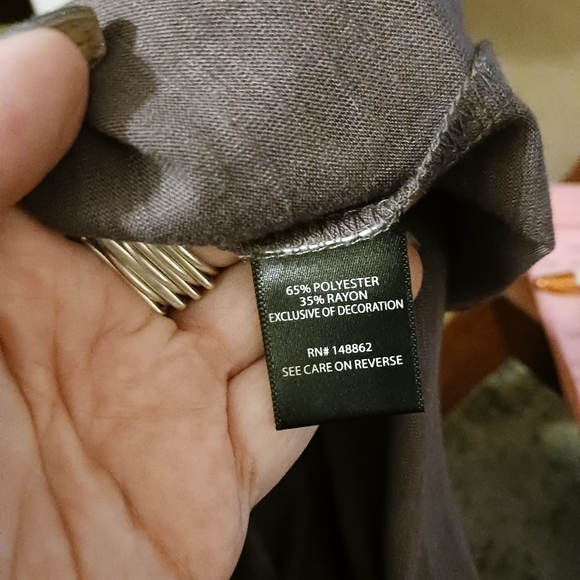 65% POLYESTER
35% RAYON
EXCLUSIVE OF DECORATION
RN# 148862
SEE CARE ON REVERSE